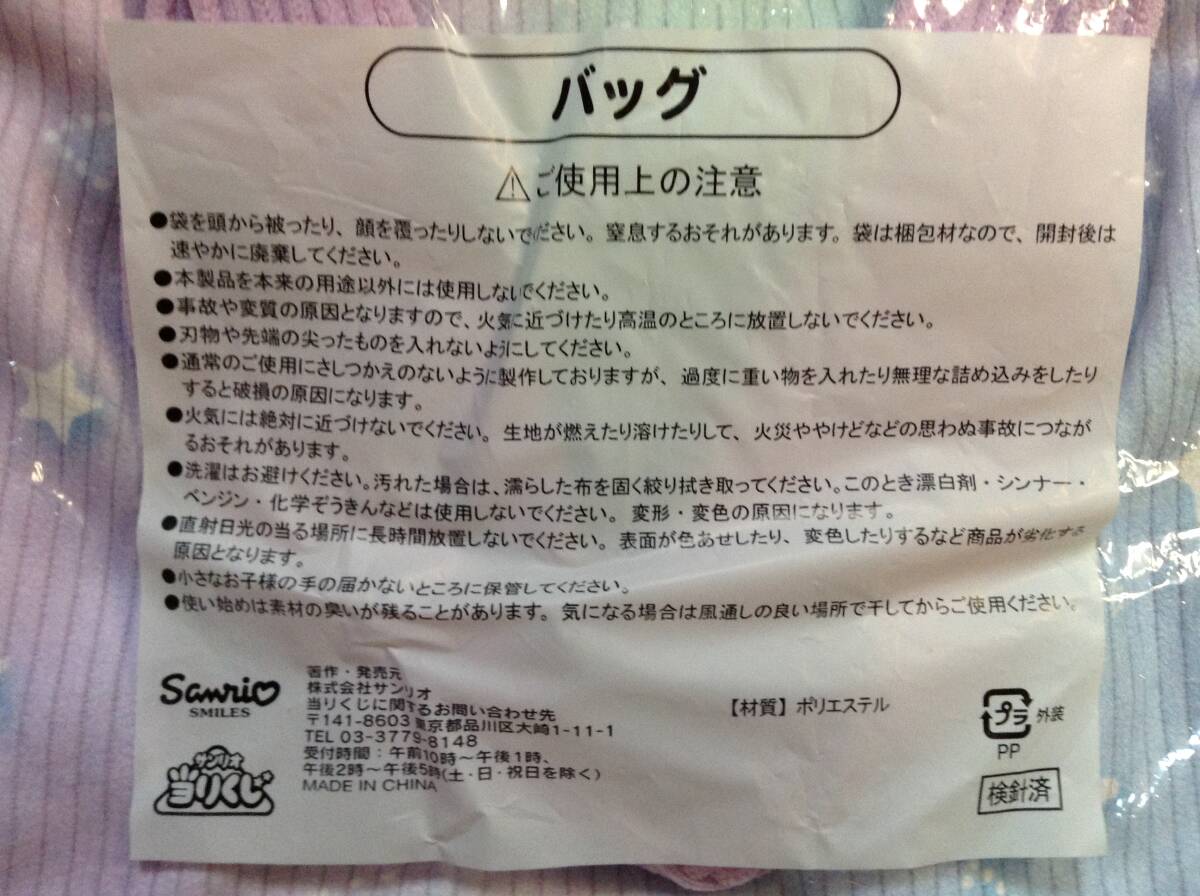 バッグ
⚠ご使用上の注意
●袋を頭から被ったり、顔を覆ったりしないでください。窒息するおそれがあります。袋は梱包材なので、開封後は
速やかに廃棄してください。
●本製品を本来の用途以外には使用しないでください。
●事故や変質の原因となりますので、火気に近づけたり高温のところに放置しないでください。
●刃物や先端の尖ったものを入れないようにしてください。
●通常のご使用にさしつかえのないように製作しておりますが、過度に重い物を入れたり無理な詰め込みをしたり
すると破損の原因になります。
●火気には絶対に近づけないでください。生地が燃えたり溶けたりして、火災ややけどなどの思わぬ事故につなが
るおそれがあります。
●洗濯はお避けください。汚れた場合は、濡らした布を固く絞り拭き取ってください。このとき漂白剤・シンナー・
ベンジン・化学ぞうきんなどは使用しないでください。変形・変色の原因になります。
●直射日光の当る場所に長時間放置しないでください。表面が色あせしたり、変色したりするなど商品が劣化する
原因となります。
●小さなお子様の手の届かないところに保管してください。
●使い始めは素材の臭いが残ることがあります。気になる場合は風通しの良い場所で干してからご使用ください。
Sanrio
SMILES
サンリオ
当りくじ
著作・発売元
株式会社サンリオ
当りくじに関するお問い合わせ先
〒141-8603 東京都品川区大崎1-11-1
TEL 03-3779-8148
受付時間:午前10時~午後1時、
午後2時~午後5時(土・日・祝日を除く)
MADE IN CHINA
【材質】ポリエステル
プラ 外装
PP
検針済